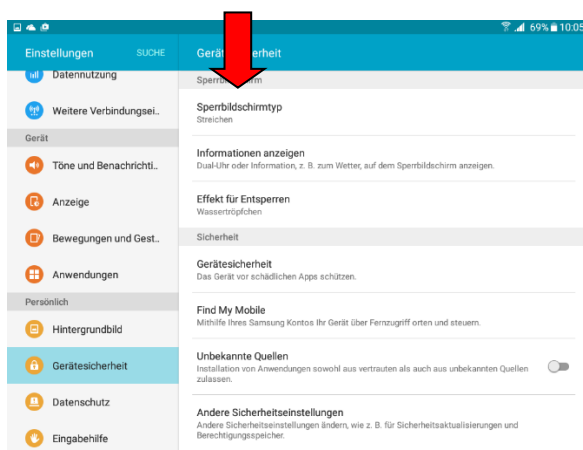 69% 10:05
Einstellungen SUCHE
Datennutzung
Weitere Verbindungsei..
Gerät
Töne und Benachrichti..
Anzeige
Bewegungen und Gest..
Anwendungen
Persönlich
Hintergrundbild
Gerätesicherheit
Datenschutz
Eingabehilfe
Sperrbildschirmtyp
Streichen
Informationen anzeigen
Dual-Uhr oder Information, z. B. zum Wetter, auf dem Sperrbildschirm anzeigen.
Effekt für Entsperren
Wassertröpfchen
Sicherheit
Gerätesicherheit
Das Gerät vor schädlichen Apps schützen.
Find My Mobile
Mithilfe Ihres Samsung Kontos Ihr Gerät über Fernzugriff orten und steuern.
Unbekannte Quellen
Installation von Anwendungen sowohl aus vertrauten als auch aus unbekannten Quellen
zulassen.
Andere Sicherheitseinstellungen
Andere Sicherheitseinstellungen ändern, wie z. B. für Sicherheitsaktualisierungen und
Berechtigungsspeicher.